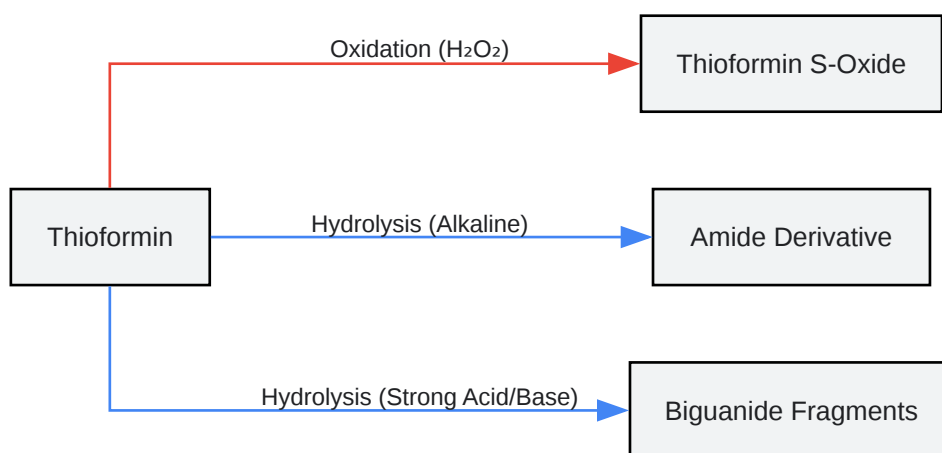 Oxidation (H₂O₂)
Thioformin S-Oxide
Thioformin
Hydrolysis (Alkaline)
Amide Derivative
Hydrolysis (Strong Acid/Base)
Biguanide Fragments